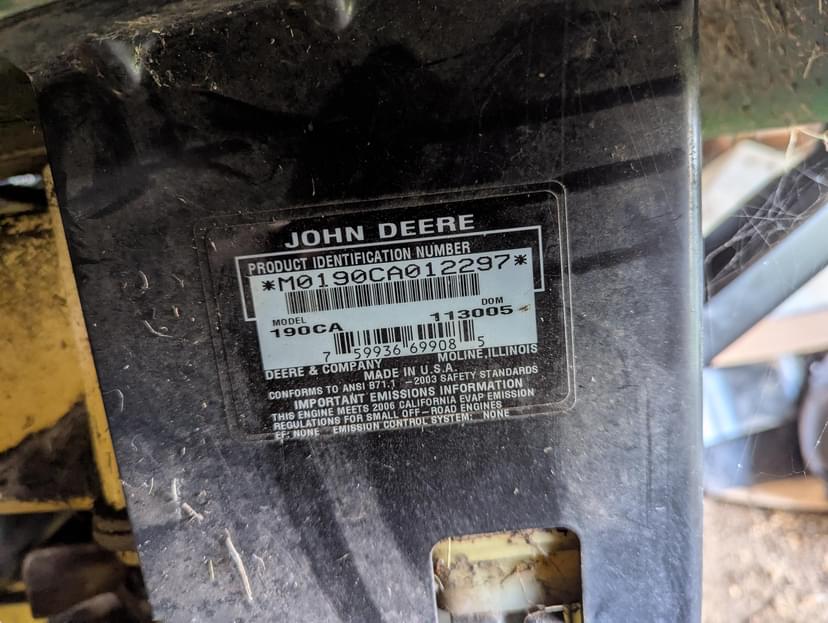 JOHN DEERE
PRODUCT IDENTIFICATION NUMBER
*M0190CA012297*
MODEL DOM
190CA 113005
7 59936 69908 5
DEERE & COMPANY MOLINE, ILLINOIS
MADE IN U.S.A.
CONFORMS TO ANSI B71.1 -2003 SAFETY STANDARDS
IMPORTANT EMISSIONS INFORMATION
THIS ENGINE MEETS 2006 CALIFORNIA EVAP EMISSION
REGULATIONS FOR SMALL OFF-ROAD ENGINES
EF: NONE EMISSION CONTROL SYSTEM: NONE